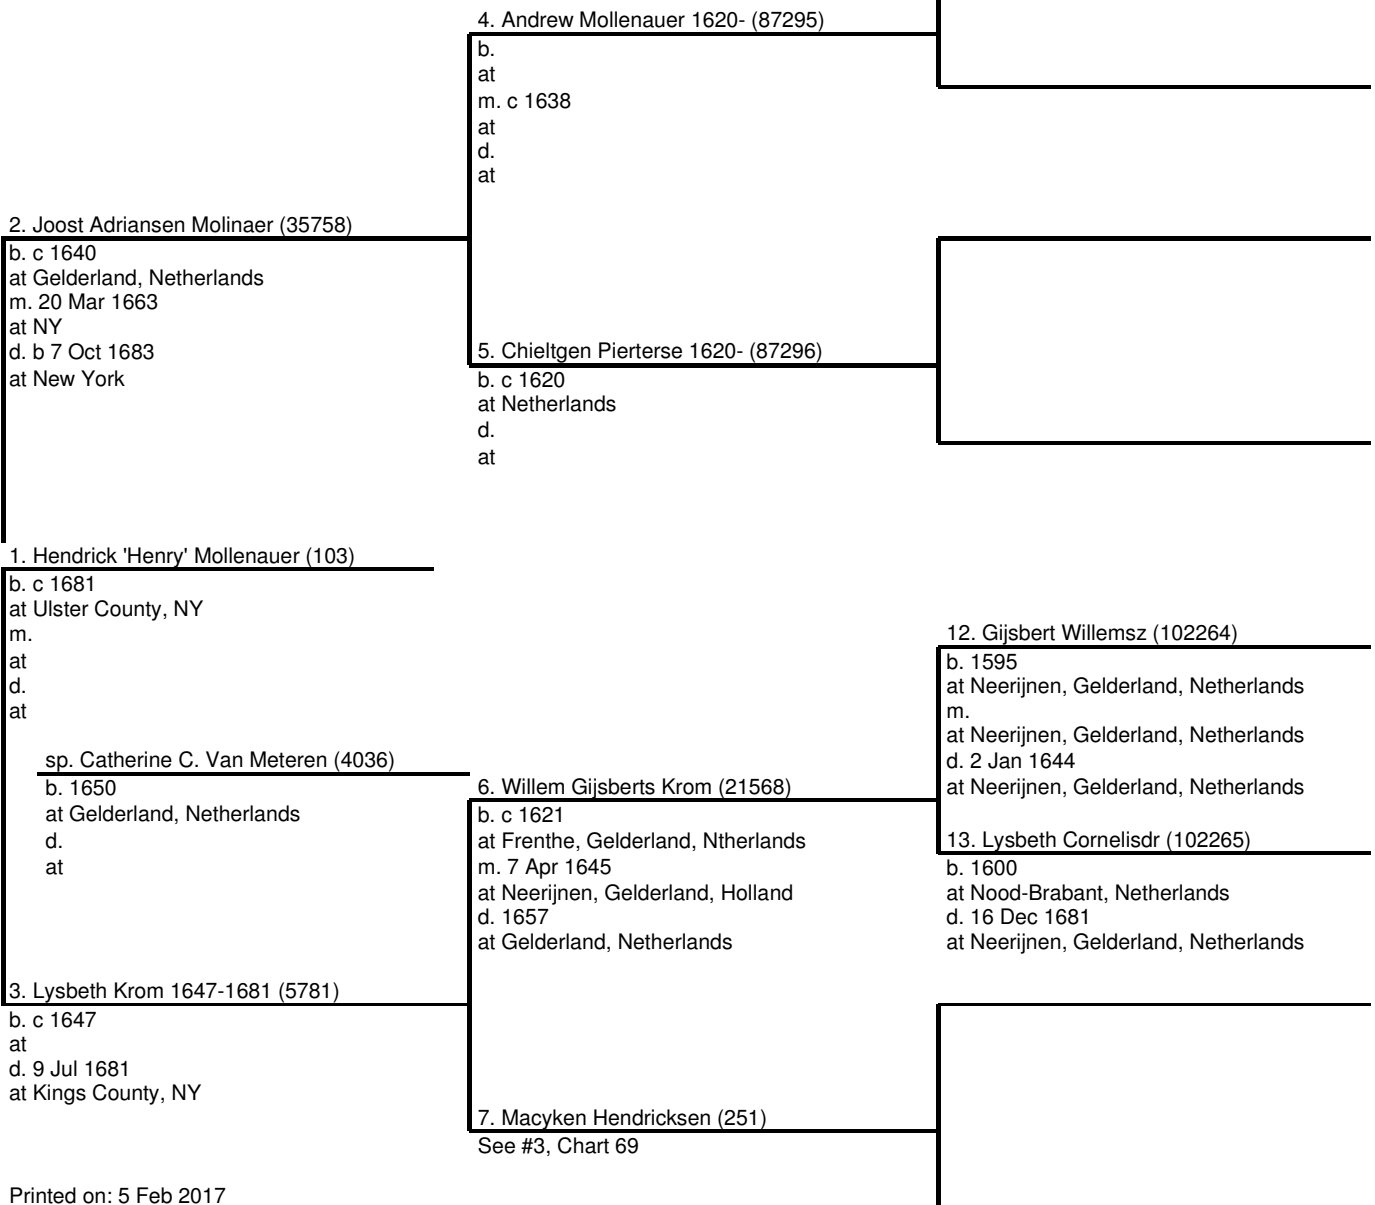 4. Andrew Mollenauer 1620- (87295)
b.
at
m. c 1638
at
d.
at
2. Joost Adriansen Molinaer (35758)
b. c 1640
at Gelderland, Netherlands
m. 20 Mar 1663
at NY
d. b 7 Oct 1683
at New York
5. Chieltgen Pierterse 1620- (87296)
b. c 1620
at Netherlands
d.
at
1. Hendrick 'Henry' Mollenauer (103)
b. c 1681
at Ulster County, NY
m.
at
d.
at
sp. Catherine C. Van Meteren (4036)
b. 1650
at Gelderland, Netherlands
d.
at
12. Gijsbert Willemsz (102264)
b. 1595
at Neerijnen, Gelderland, Netherlands
m.
at Neerijnen, Gelderland, Netherlands
d. 2 Jan 1644
at Neerijnen, Gelderland, Netherlands
6. Willem Gijsberts Krom (21568)
b. c 1621
at Frenthe, Gelderland, Ntherlands
m. 7 Apr 1645
at Neerijnen, Gelderland, Holland
d. 1657
at Gelderland, Netherlands
13. Lysbeth Cornelisdr (102265)
b. 1600
at Nood-Brabant, Netherlands
d. 16 Dec 1681
at Neerijnen, Gelderland, Netherlands
3. Lysbeth Krom 1647-1681 (5781)
b. c 1647
at
d. 9 Jul 1681
at Kings County, NY
7. Macyken Hendricksen (251)
See #3, Chart 69
Printed on: 5 Feb 2017